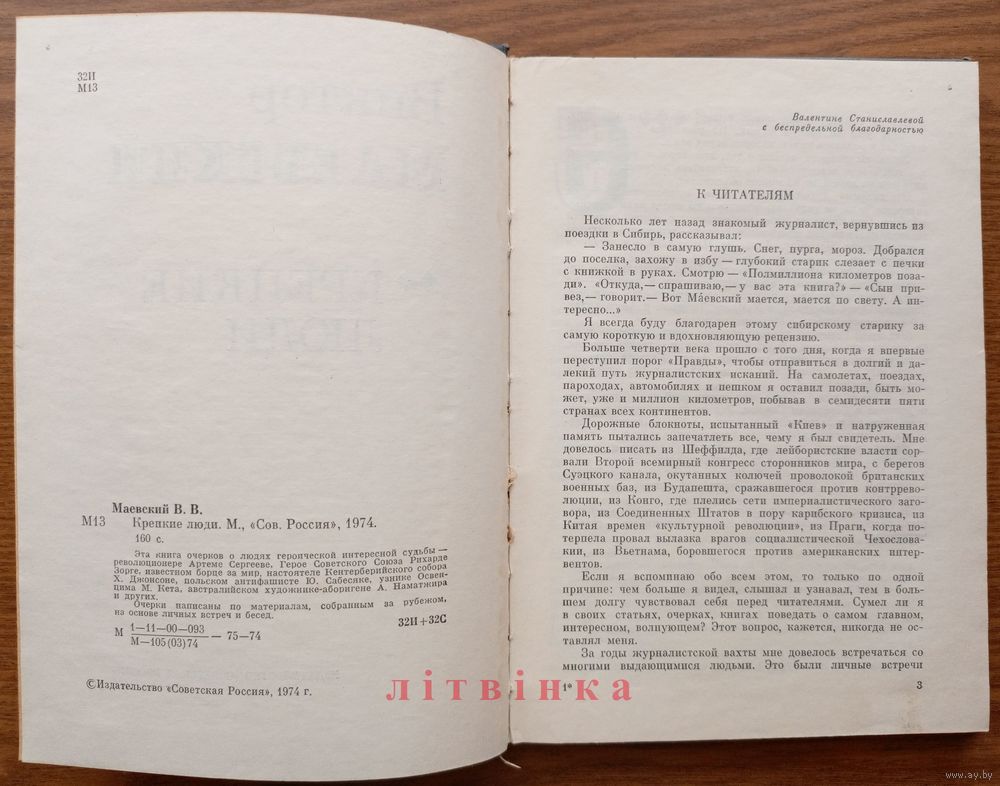 32И
М13
Маевский В. В.
М13
Крепкие люди. М., «Сов. Россия», 1974.
160 с.
Эта книга очерков о людях героической интересной судьбы —
революционере Артеме Сергееве. Герое Советского Союза Рихарде
Зорге, известном борце за мир, настоятеле Кентерберийского собора
Х. Джонсоне, польском антифашисте Ю. Сабесяке, узнике Освен-
цима М. Кета, австралийском художнике-аборигене А. Наматжира
и других.
Очерки написаны по материалам, собранным за рубежом,
на основе личных встреч и бесед.
М 1—11—00—093
М—105(03)74 — 75—74
32И+32С
©Издательство «Советская Россия», 1974 г.
Валентине Станиславлевой
с беспредельной благодарностью
К ЧИТАТЕЛЯМ
Несколько лет назад знакомый журналист, вернувшись из
поездки в Сибирь, рассказывал:
— Занесло в самую глушь. Снег, пурга, мороз. Добрался
до поселка, захожу в избу — глубокий старик слезает с печки
с книжкой в руках. Смотрю — «Полмиллиона километров поза-
ди». «Откуда,— спрашиваю,— у вас эта книга?» — «Сын при-
вез,— говорит.— Вот Ма́евский мается, мается по свету. А ин-
тересно...»
Я всегда буду благодарен этому сибирскому старику за
самую короткую и вдохновляющую рецензию.
Больше четверти века прошло с того дня, когда я впервые
переступил порог «Правды», чтобы отправиться в долгий и да-
лекий путь журналистских исканий. На самолетах, поездах,
пароходах, автомобилях и пешком я оставил позади, быть мо-
жет, уже и миллион километров, побывав в семидесяти пяти
странах всех континентов.
Дорожные блокноты, испытанный «Киев» и натруженная
память пытались запечатлеть все, чему я был свидетель. Мне
довелось писать из Шеффилда, где лейбористские власти сор-
вали Второй всемирный конгресс сторонников мира, с берегов
Суэцкого канала, окутанных колючей проволокой британских
военных баз, из Будапешта, сражавшегося против контррево-
люции, из Конго, где плелись сети империалистического заго-
вора, из Соединенных Штатов в пору карибского кризиса, из
Китая времен «культурной революции», из Праги, когда по-
терпела провал вылазка врагов социалистической Чехослова-
кии, из Вьетнама, боровшегося против американских интер-
вентов.
Если я вспоминаю обо всем этом, то только по одной
причине: чем больше я видел, слышал и узнавал, тем в боль-
шем долгу чувствовал себя перед читателями. Сумел ли я
в своих статьях, очерках, книгах поведать о самом главном,
интересном, волнующем? Этот вопрос, кажется, никогда не ос-
тавлял меня.
За годы журналистской вахты мне довелось встречаться со
многими выдающимися людьми. Это были личные встречи
1*
3
літвінка
www.ay.by